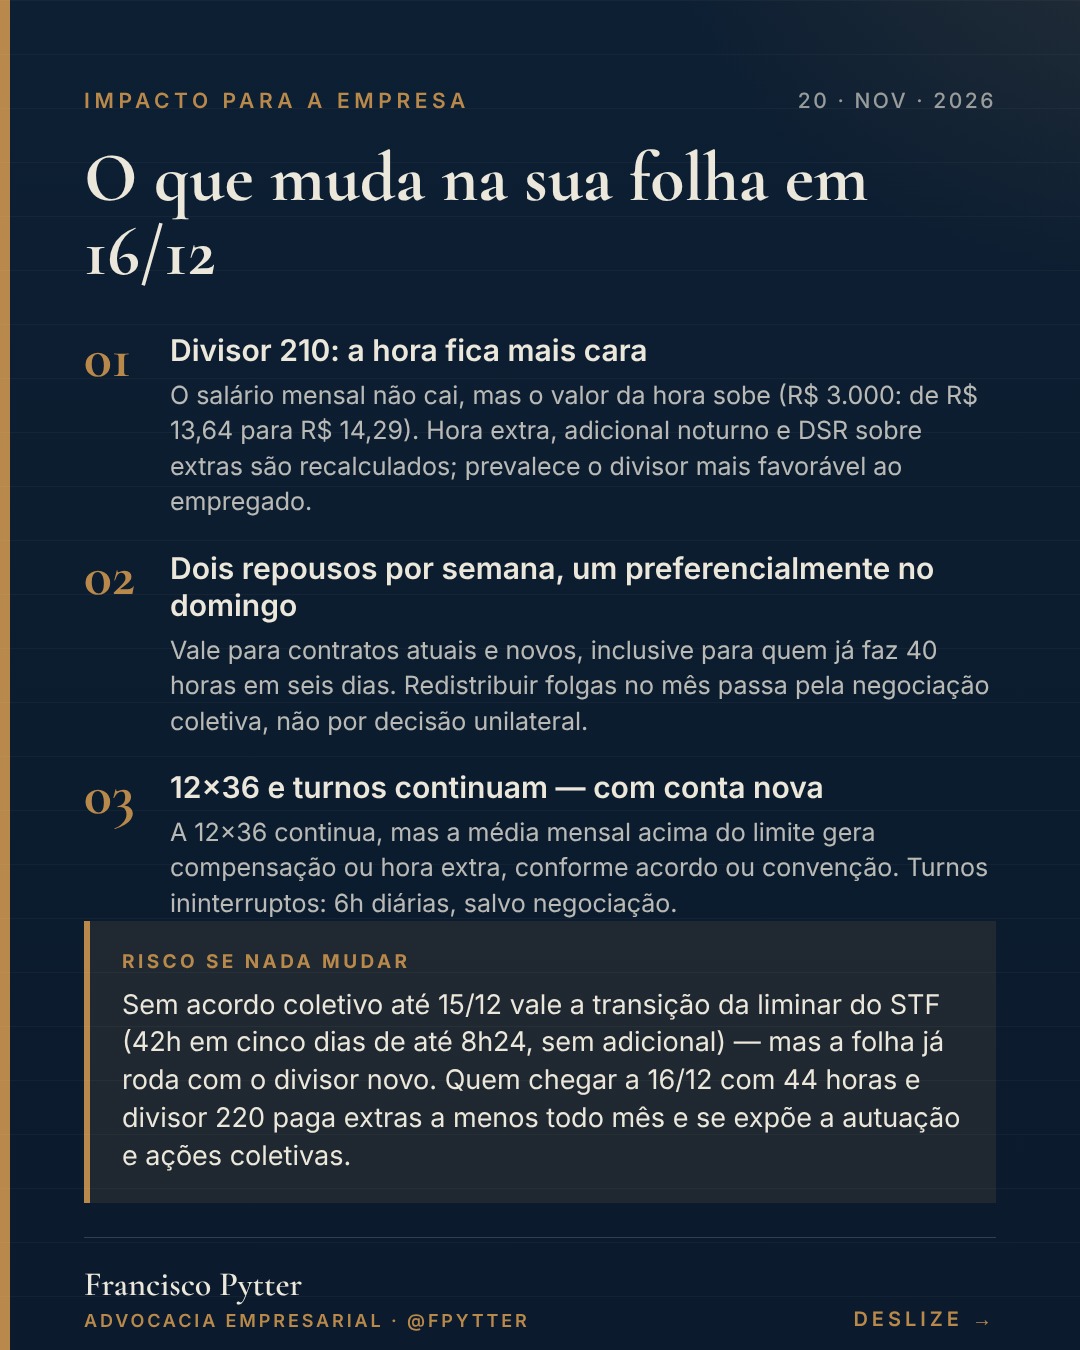 IMPACTO PARA A EMPRESA
20 · NOV · 2026
O que muda na sua folha em
16/12
01
Divisor 210: a hora fica mais cara
O salário mensal não cai, mas o valor da hora sobe (R$ 3.000: de R$
13,64 para R$ 14,29). Hora extra, adicional noturno e DSR sobre
extras são recalculados; prevalece o divisor mais favorável ao
empregado.
02
Dois repousos por semana, um preferencialmente no
domingo
Vale para contratos atuais e novos, inclusive para quem já faz 40
horas em seis dias. Redistribuir folgas no mês passa pela negociação
coletiva, não por decisão unilateral.
03
12×36 e turnos continuam — com conta nova
A 12×36 continua, mas a média mensal acima do limite gera
compensação ou hora extra, conforme acordo ou convenção. Turnos
ininterruptos: 6h diárias, salvo negociação.
RISCO SE NADA MUDAR
Sem acordo coletivo até 15/12 vale a transição da liminar do STF
(42h em cinco dias de até 8h24, sem adicional) — mas a folha já
roda com o divisor novo. Quem chegar a 16/12 com 44 horas e
divisor 220 paga extras a menos todo mês e se expõe a autuação
e ações coletivas.
Francisco Pytter
ADVOCACIA EMPRESARIAL · @FPYTTER
DESLIZE →